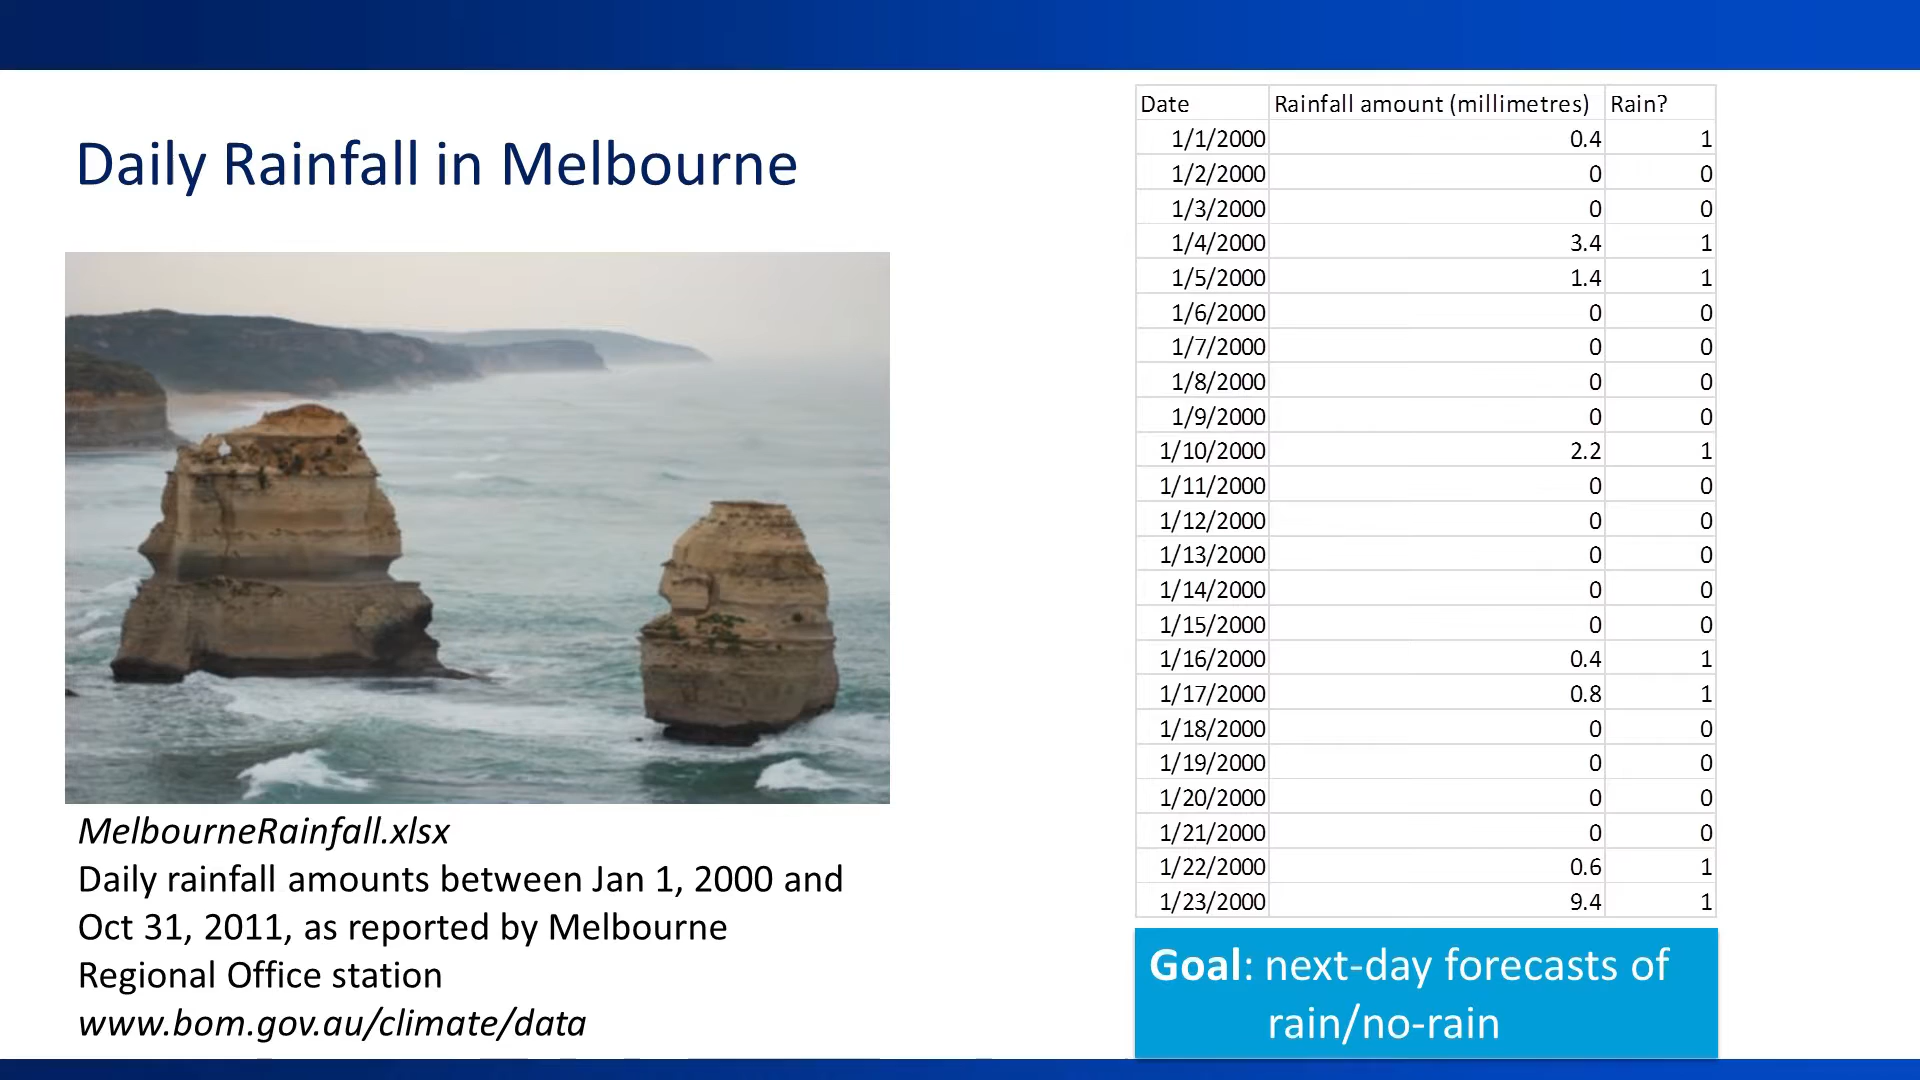 Daily Rainfall in Melbourne
MelbourneRainfall.xlsx
Daily rainfall amounts between Jan 1, 2000 and
Oct 31, 2011, as reported by Melbourne
Regional Office station
www.bom.gov.au/climate/data
Date Rainfall amount (millimetres) Rain?
1/1/2000 0.4 1
1/2/2000 0 0
1/3/2000 0 0
1/4/2000 3.4 1
1/5/2000 1.4 1
1/6/2000 0 0
1/7/2000 0 0
1/8/2000 0 0
1/9/2000 0 0
1/10/2000 2.2 1
1/11/2000 0 0
1/12/2000 0 0
1/13/2000 0 0
1/14/2000 0 0
1/15/2000 0 0
1/16/2000 0.4 1
1/17/2000 0.8 1
1/18/2000 0 0
1/19/2000 0 0
1/20/2000 0 0
1/21/2000 0 0
1/22/2000 0.6 1
1/23/2000 9.4 1
Goal: next-day forecasts of
rain/no-rain